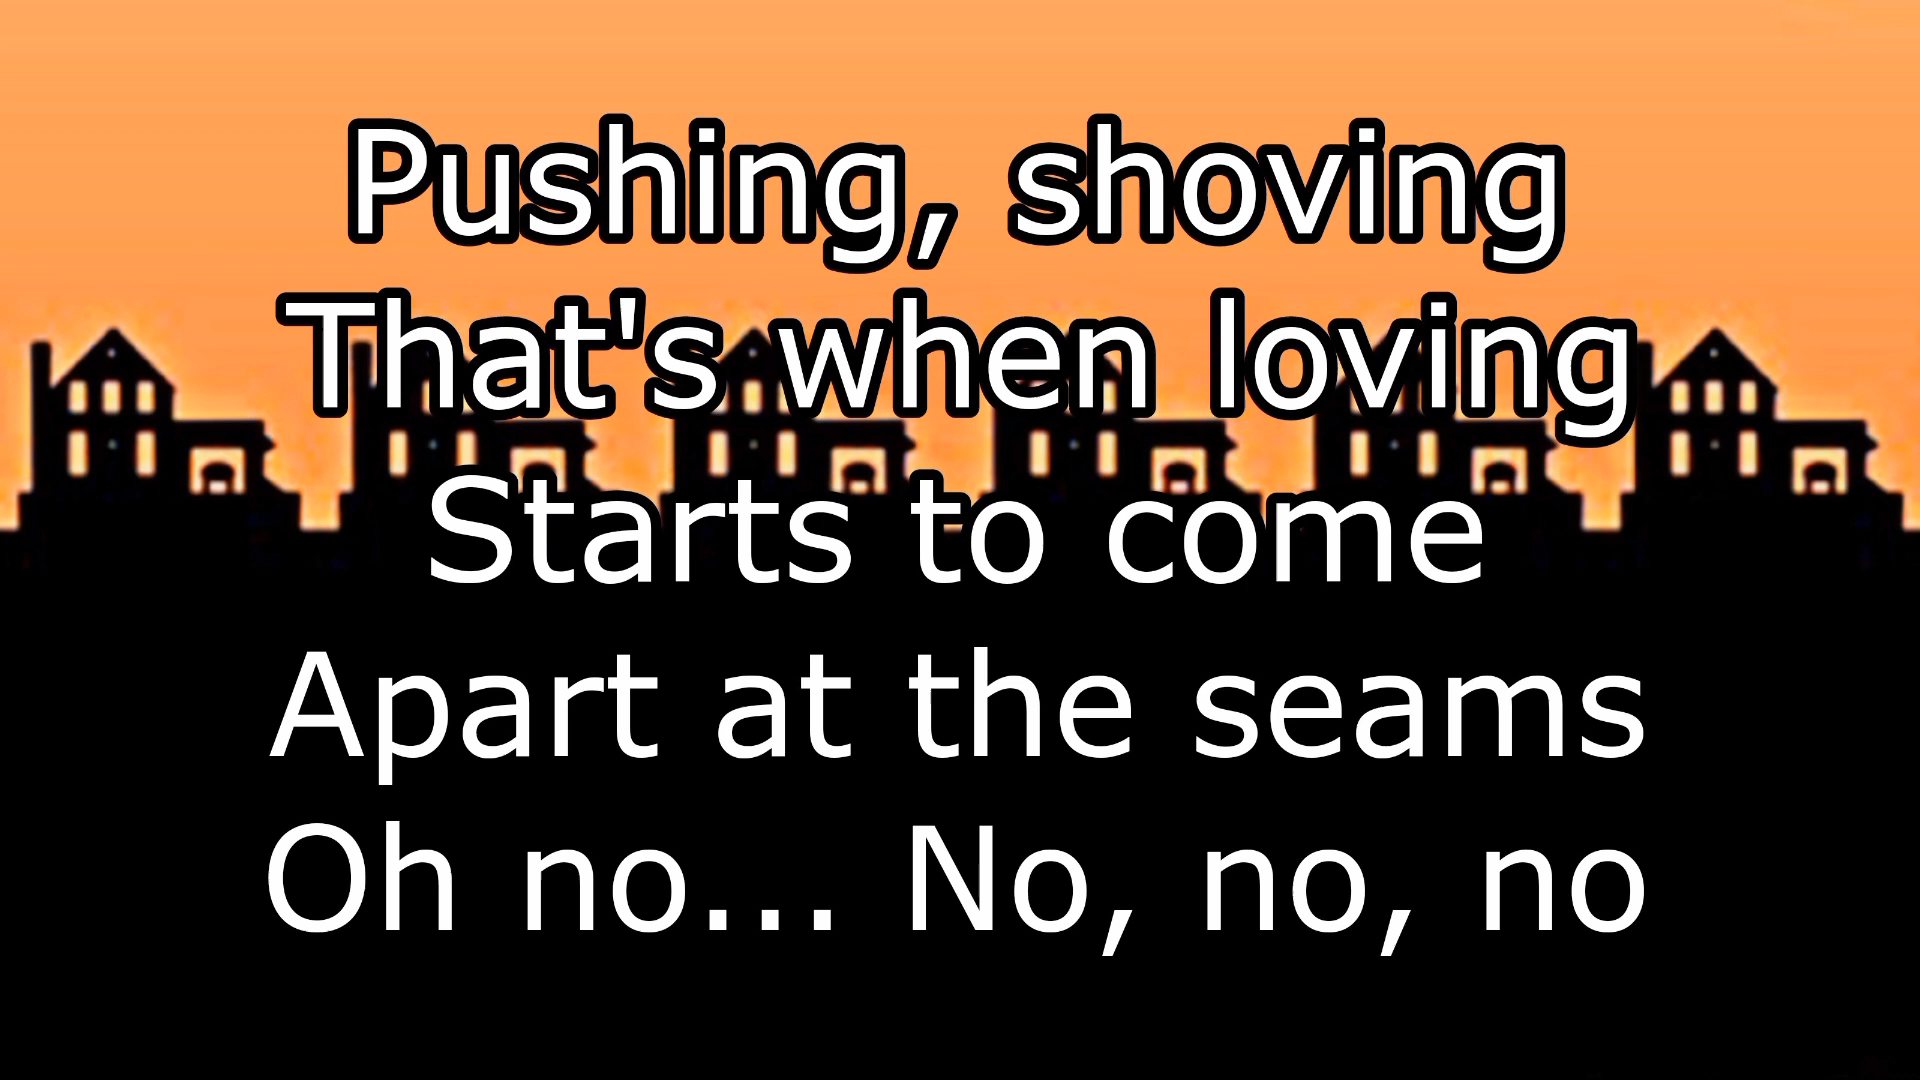 Pushing, shoving
That's when loving
Starts to come
Apart at the seams
Oh no... No, no, no